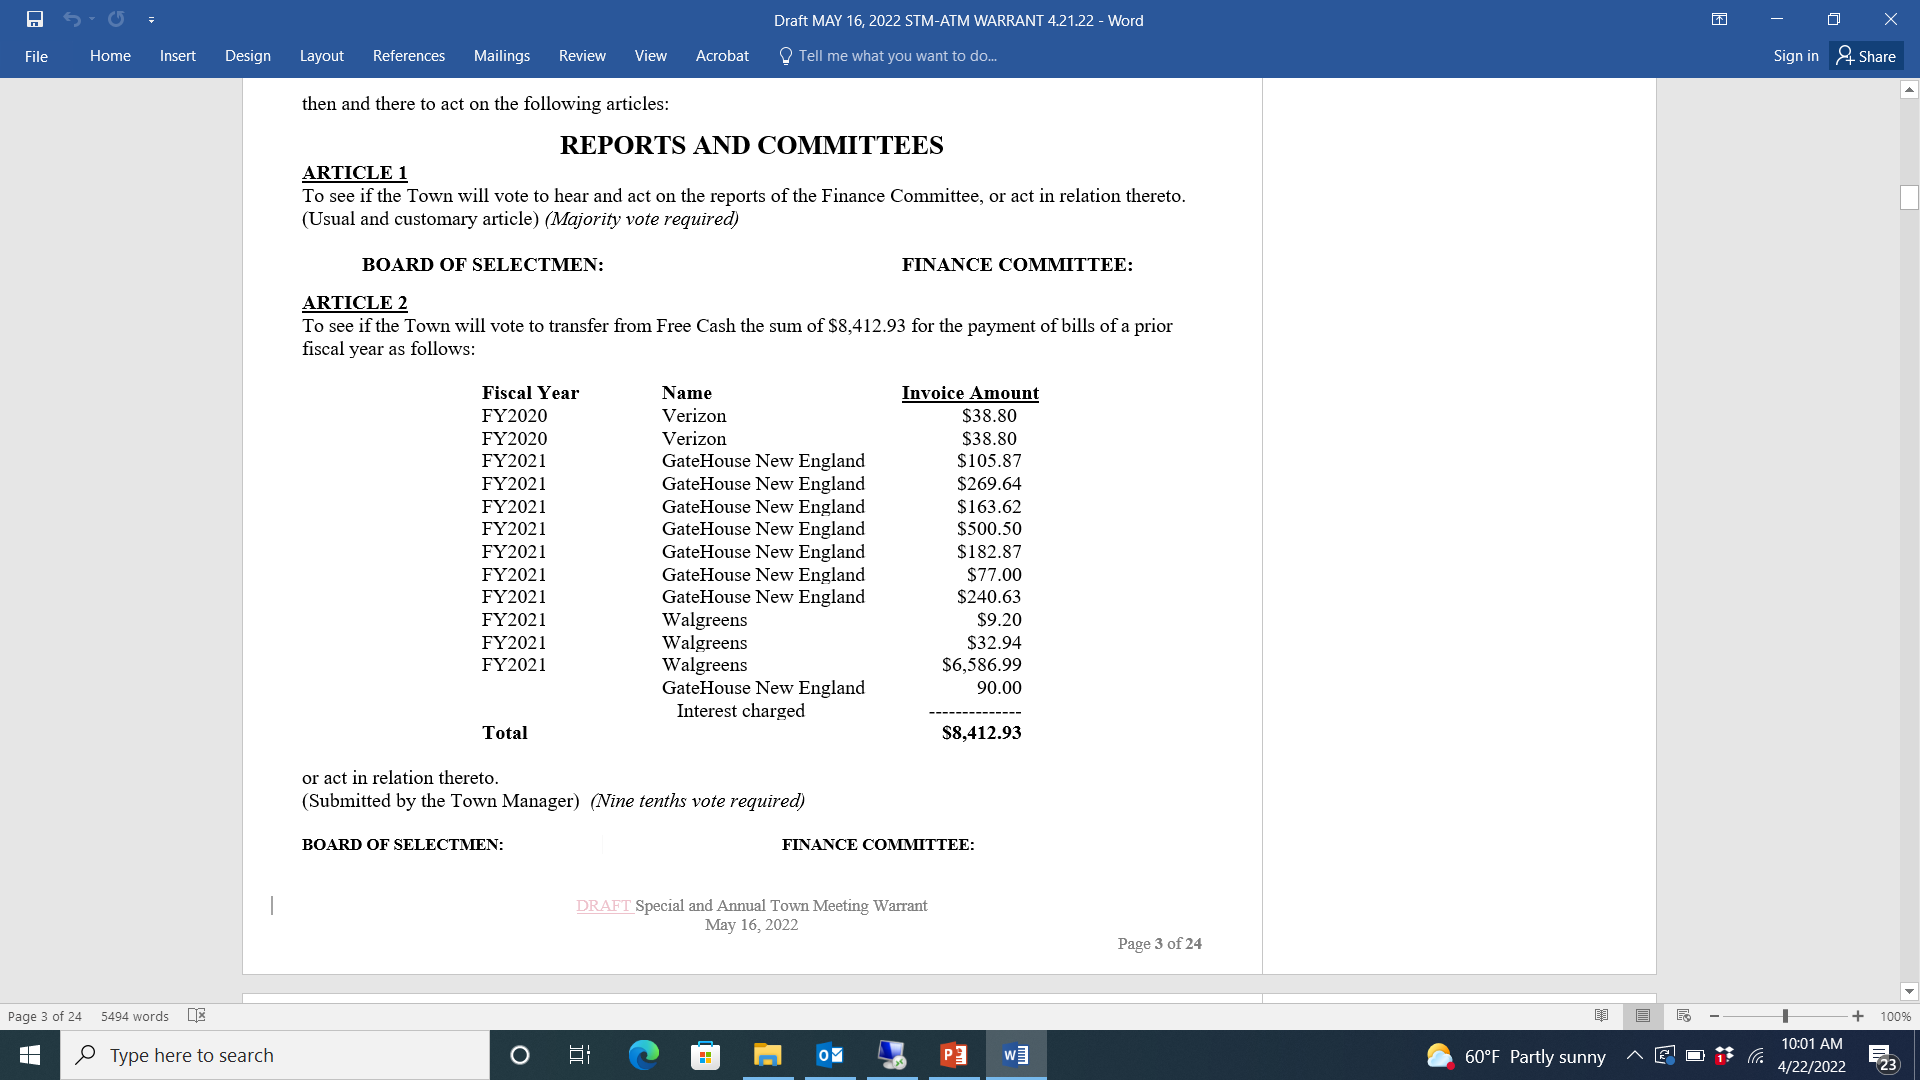 Draft MAY 16, 2022 STM-ATM WARRANT 4.21.22 - Word
File Home Insert Design Layout References Mailings Review View Acrobat Tell me what you want to do... Sign in Share
then and there to act on the following articles:
REPORTS AND COMMITTEES
ARTICLE 1
To see if the Town will vote to hear and act on the reports of the Finance Committee, or act in relation thereto.
(Usual and customary article) (Majority vote required)
BOARD OF SELECTMEN: FINANCE COMMITTEE:
ARTICLE 2
To see if the Town will vote to transfer from Free Cash the sum of $8,412.93 for the payment of bills of a prior
fiscal year as follows:
Fiscal Year Name Invoice Amount
FY2020 Verizon $38.80
FY2020 Verizon $38.80
FY2021 GateHouse New England $105.87
FY2021 GateHouse New England $269.64
FY2021 GateHouse New England $163.62
FY2021 GateHouse New England $500.50
FY2021 GateHouse New England $182.87
FY2021 GateHouse New England $77.00
FY2021 GateHouse New England $240.63
FY2021 Walgreens $9.20
FY2021 Walgreens $32.94
FY2021 Walgreens $6,586.99
GateHouse New England 90.00
Interest charged --------------
Total $8,412.93
or act in relation thereto.
(Submitted by the Town Manager) (Nine tenths vote required)
BOARD OF SELECTMEN: FINANCE COMMITTEE:
DRAFT Special and Annual Town Meeting Warrant
May 16, 2022
Page 3 of 24
Page 3 of 24 5494 words 100%
Type here to search 60°F Partly sunny 10:01 AM
4/22/2022 23